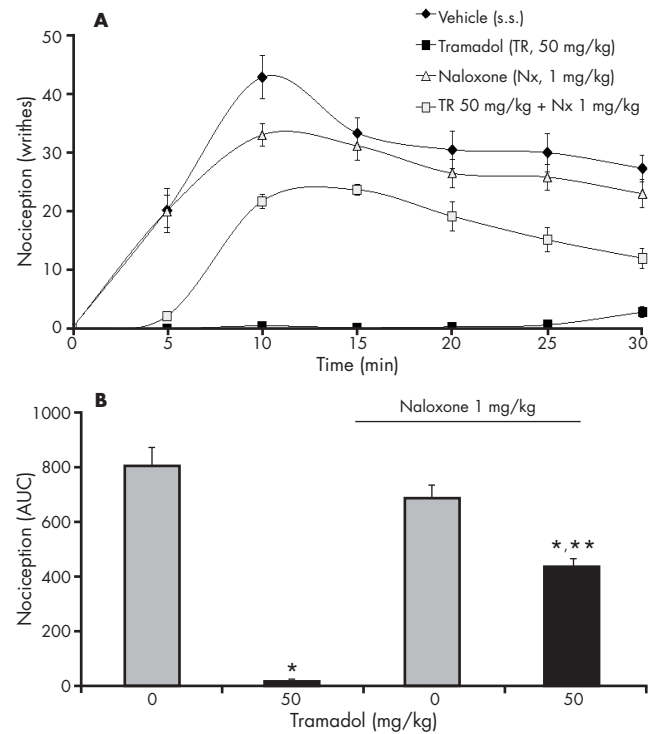 A
Vehicle (s.s.)
Tramadol (TR, 50 mg/kg)
Naloxone (Nx, 1 mg/kg)
TR 50 mg/kg + Nx 1 mg/kg
Nociception (writhes)
50
40
30
20
10
0
0 5 10 15 20 25 30
Time (min)
B
Naloxone 1 mg/kg
Nociception (AUC)
1000
800
600
400
200
0
*
*,**
0 50 0 50
Tramadol (mg/kg)